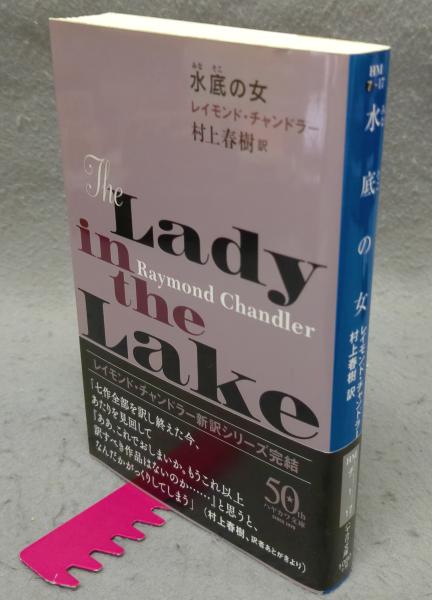 みな そこ
水底の女
レイモンド・チャンドラー
村上春樹 訳
The
Lady
in
Raymond Chandler
the
Lake
レイモンド・チャンドラー新訳シリーズ完結
「七作全部を訳し終えた今、
あたりを見回して
『ああ、これでおしまいか。もうこれ以上
訳すべき作品はないのか……』と思うと、
なんだかがっくりしてしまう」(村上春樹、訳者あとがきより)
50th
ハヤカワ文庫
HM
7-17
水底の女
レイモンド・チャンドラー
村上春樹 訳
HM